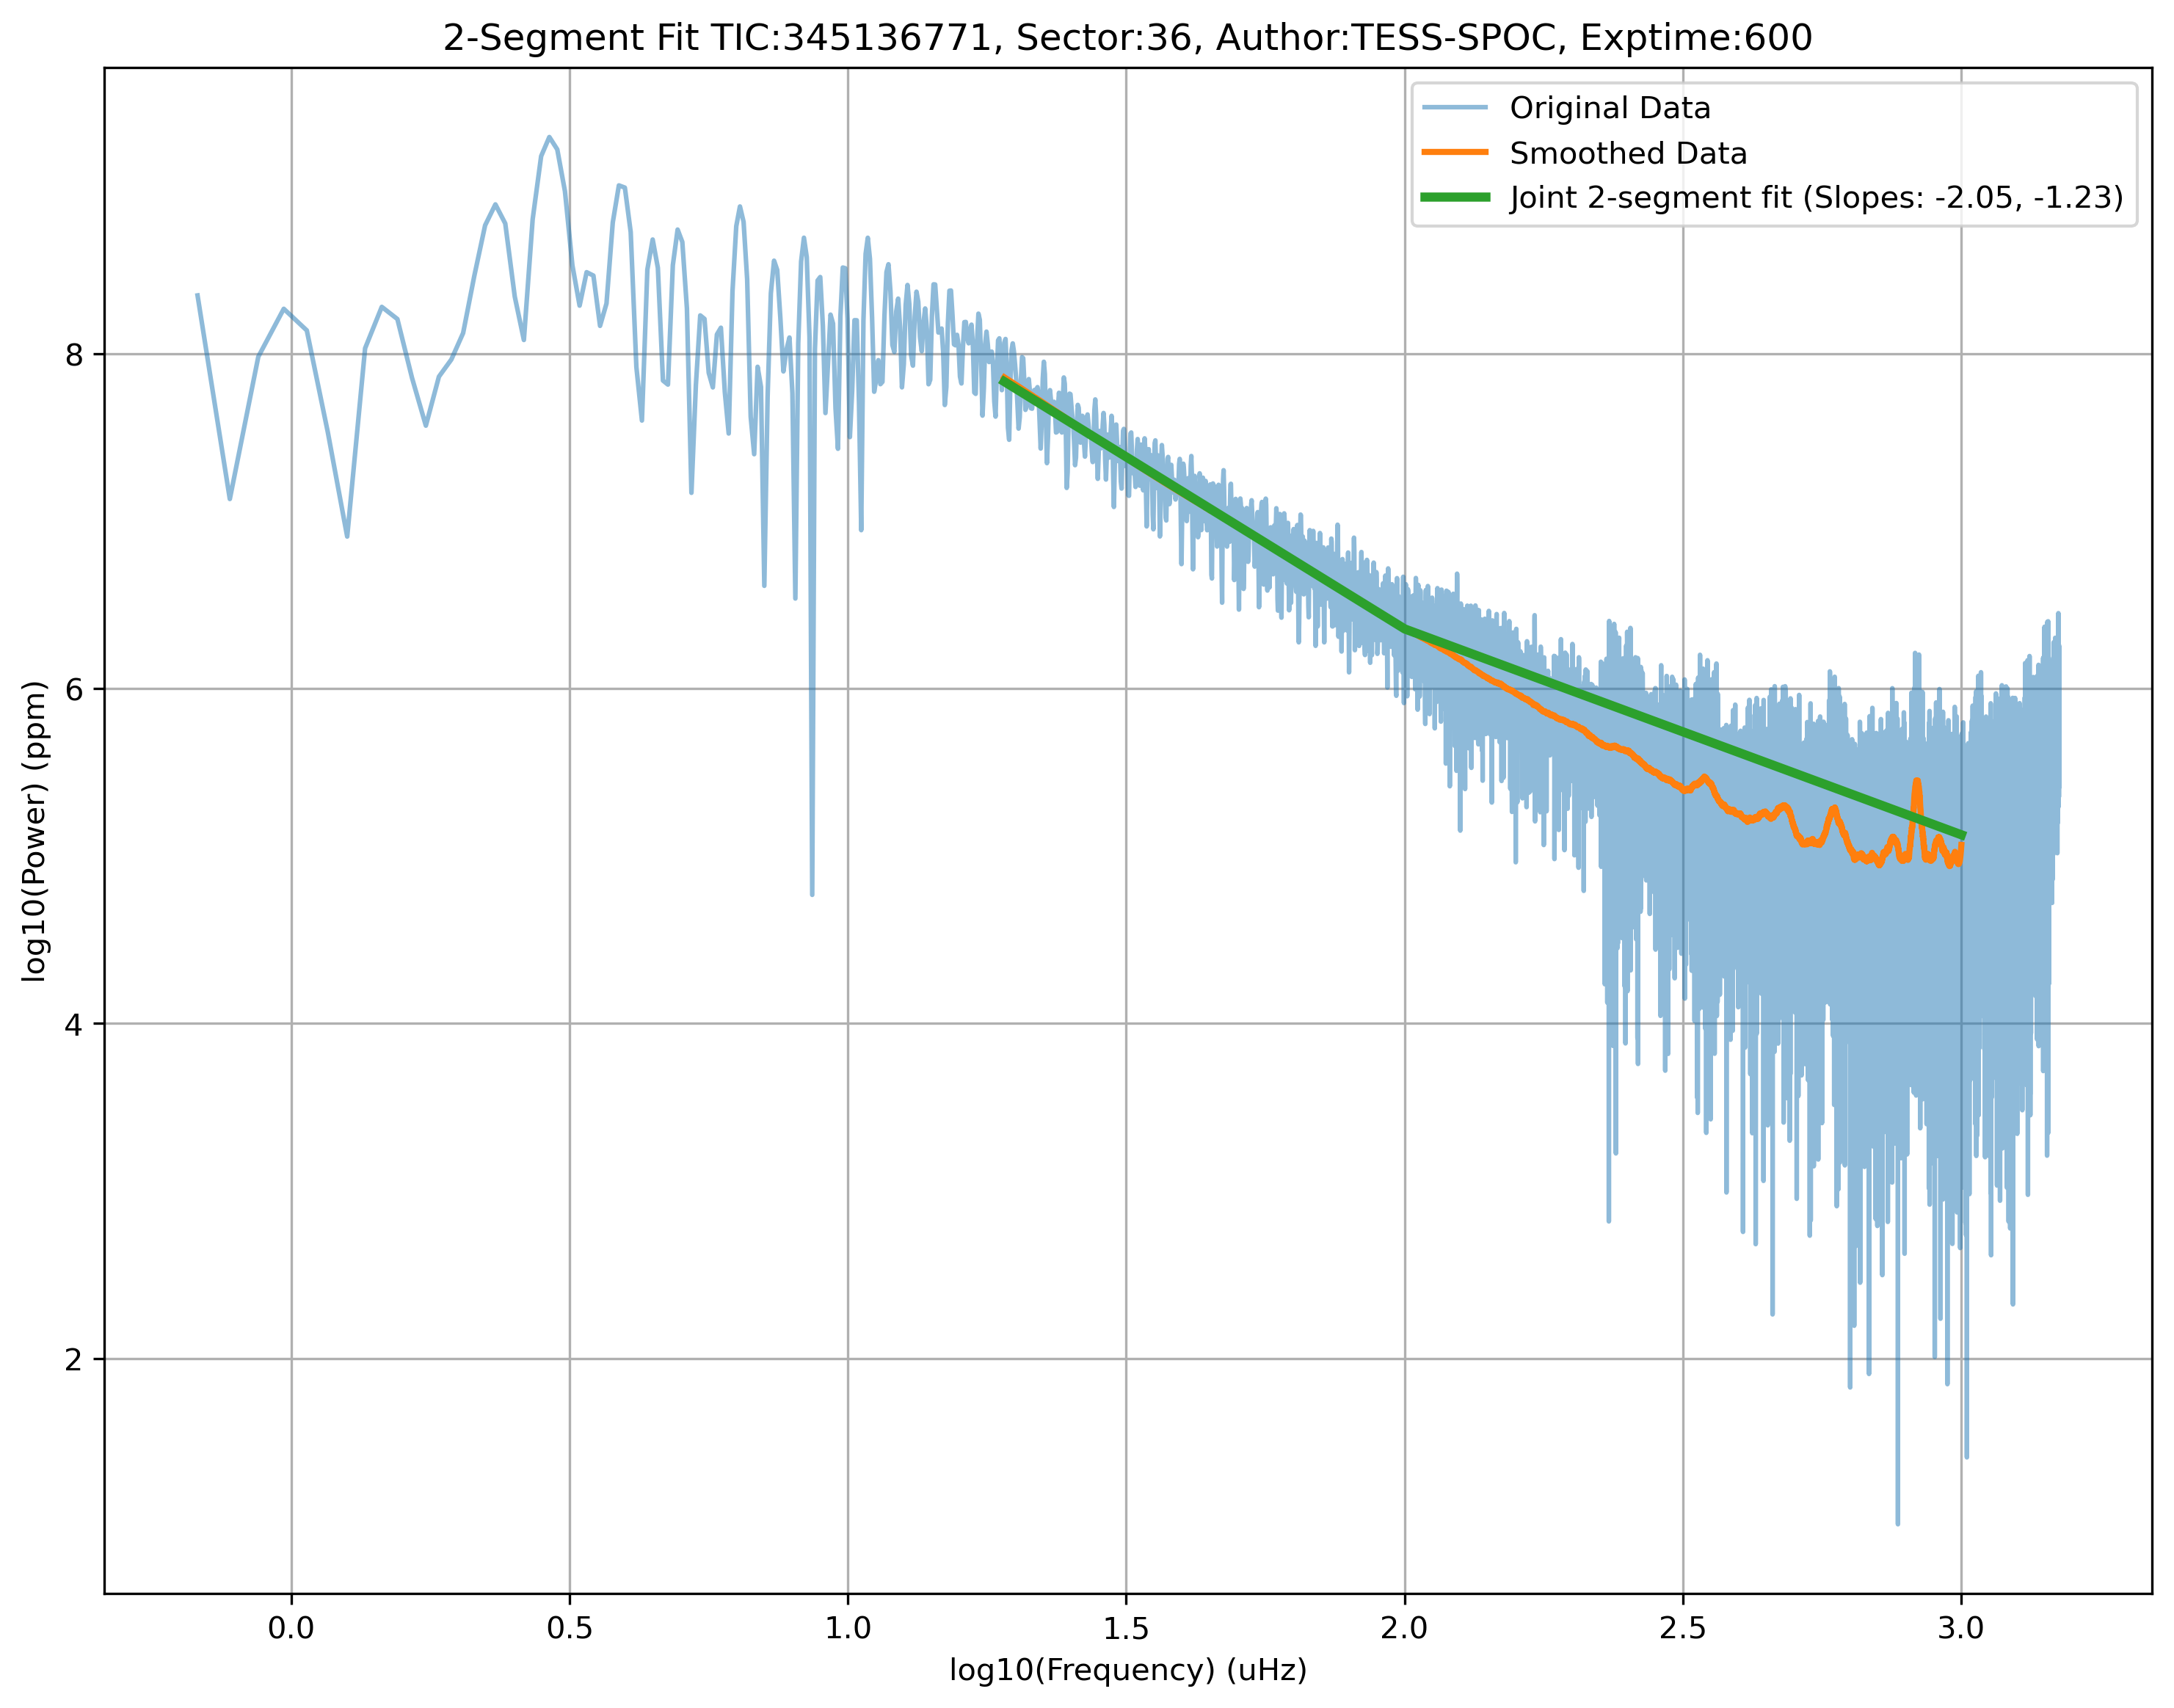 2-Segment Fit TIC:345136771, Sector:36, Author:TESS-SPOC, Exptime:600
Original Data
Smoothed Data
Joint 2-segment fit (Slopes: -2.05, -1.23)
log10(Power) (ppm)
8
6
4
2
0.0 0.5 1.0 1.5 2.0 2.5 3.0
log10(Frequency) (uHz)